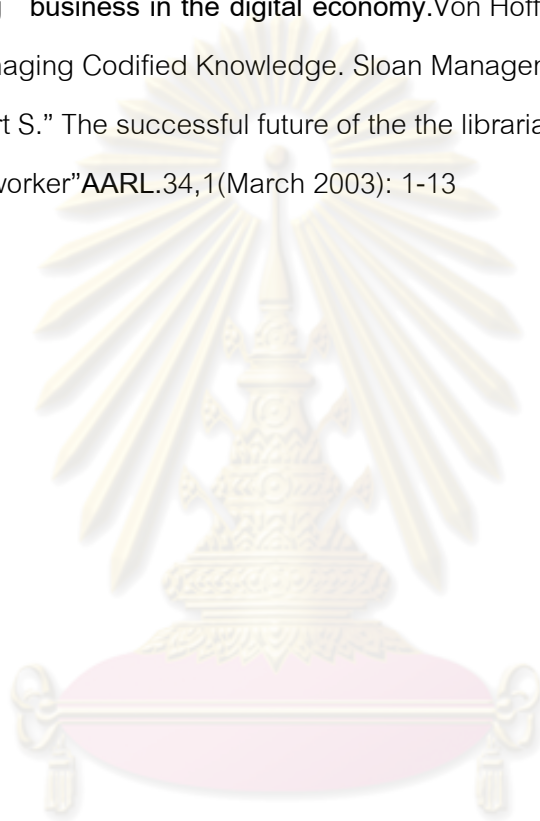 business in the digital economy.Von Hoff
naging Codified Knowledge. Sloan Manager
rt S.” The successful future of the the libraria
vorker”AARL.34,1(March 2003): 1-13